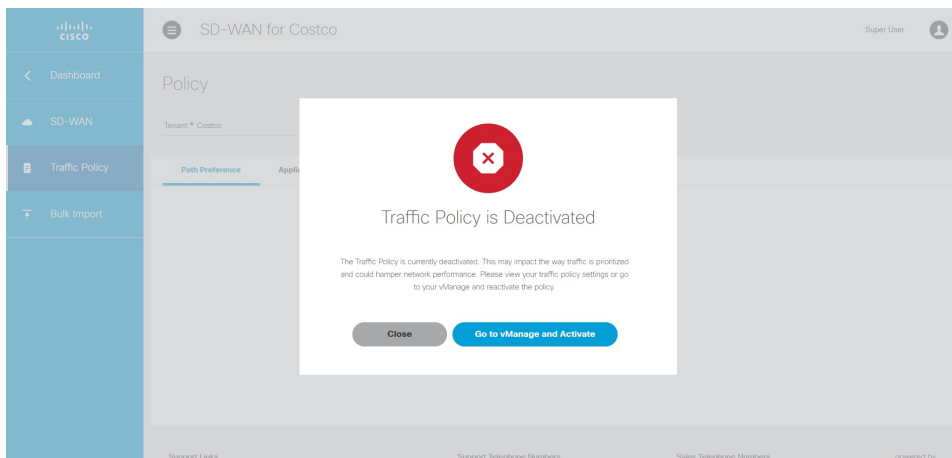 cisco
SD-WAN for Costco
Super User
Dashboard
SD-WAN
Traffic Policy
Bulk Import
Policy
Tenant * Costco
Path Preference
Traffic Policy is Deactivated
The Traffic Policy is currently deactivated. This may impact the way traffic is prioritized
and could hamper network performance. Please view your traffic policy settings or go
to your vManage and reactivate the policy.
Close
Go to vManage and Activate
Support Links
Support Telephone Numbers
Sales Telephone Numbers
powered by